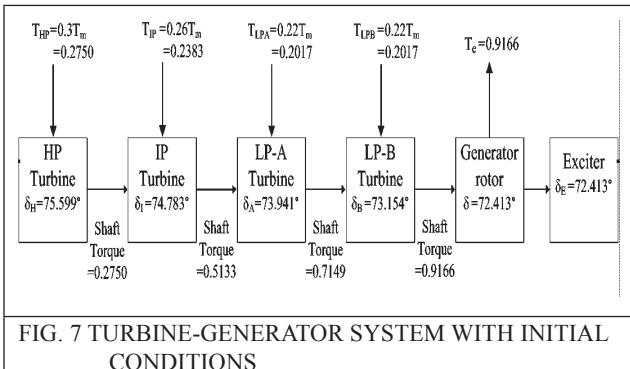 T_HP=0.3T_m
=0.2750
T_IP=0.26T_m
=0.2383
T_LPA=0.22T_m
=0.2017
T_LPB=0.22T_m
=0.2017
T_e=0.9166
HP
Turbine
δ_H=75.599°
IP
Turbine
δ_I=74.783°
LP-A
Turbine
δ_A=73.941°
LP-B
Turbine
δ_B=73.154°
Generator
rotor
δ=72.413°
Exciter
δ_E=72.413°
Shaft
Torque
=0.2750
Shaft
Torque
=0.5133
Shaft
Torque
=0.7149
Shaft
Torque
=0.9166
FIG. 7 TURBINE-GENERATOR SYSTEM WITH INITIAL
CONDITIONS